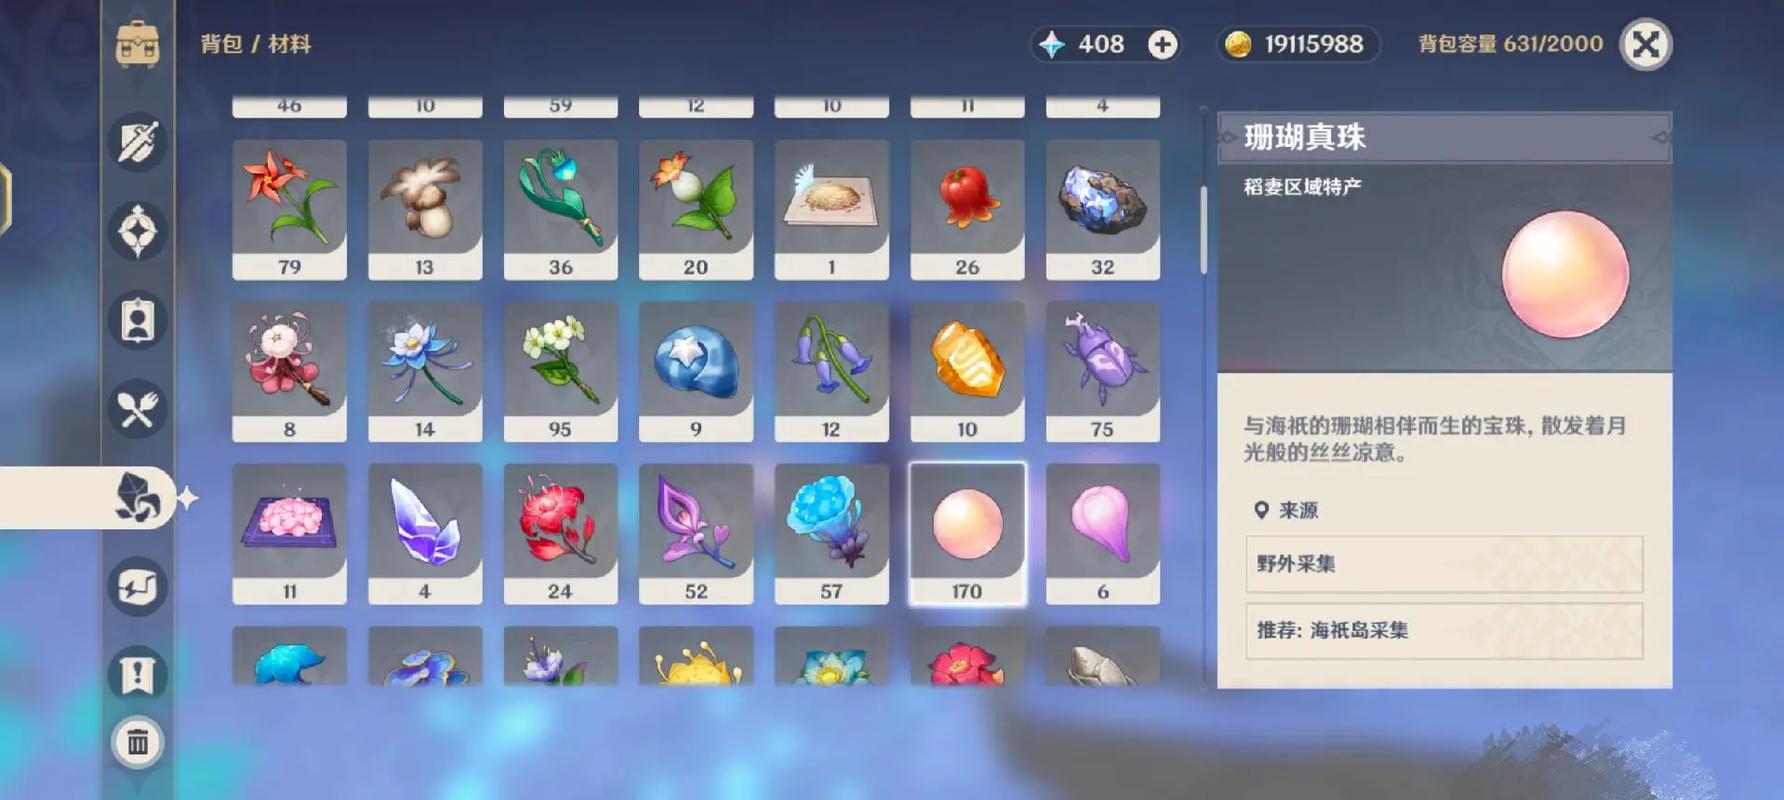 背包 / 材料
408
19115988
背包容量 631/2000
46 10 59 12 10 11 4
79 13 36 20 1 26 32
8 14 95 9 12 10 75
11 4 24 52 57 170 6
珊瑚真珠
稻妻区域特产
与海祇的珊瑚相伴而生的宝珠, 散发着月
光般的丝丝凉意。
来源
野外采集
推荐: 海祇岛采集